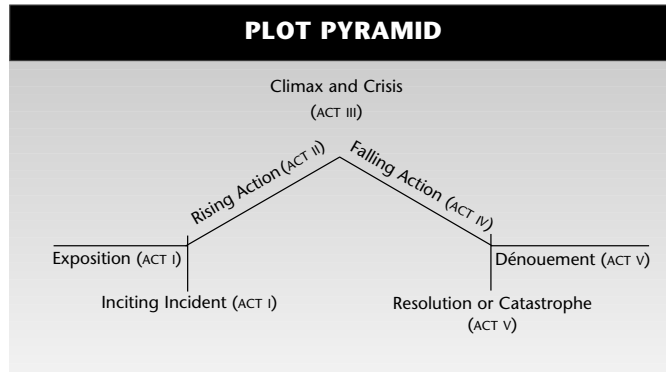 PLOT PYRAMID
Climax and Crisis
(ACT III)
Rising Action (ACT II)
Falling Action (ACT IV)
Exposition (ACT I)
Dénouement (ACT V)
Inciting Incident (ACT I)
Resolution or Catastrophe
(ACT V)